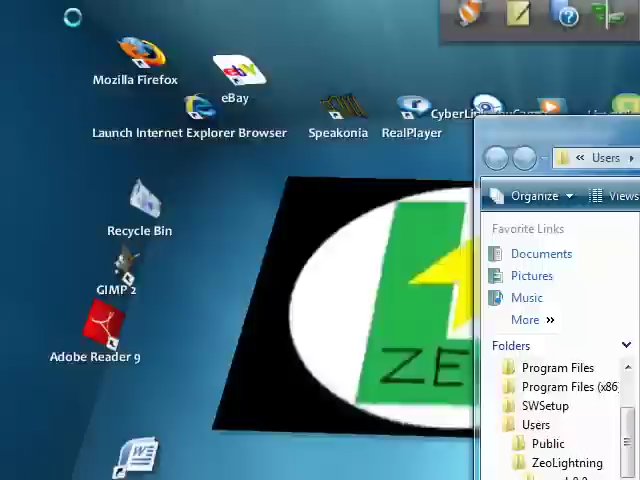 Mozilla Firefox
eBay
Launch Internet Explorer Browser
Speakonia
RealPlayer
« Users
Organize
Views
Favorite Links
Documents
Pictures
Music
More »
Folders
Program Files
Program Files (x86
SWSetup
Users
Public
ZeoLightning
Recycle Bin
GIMP 2
Adobe Reader 9
ZE